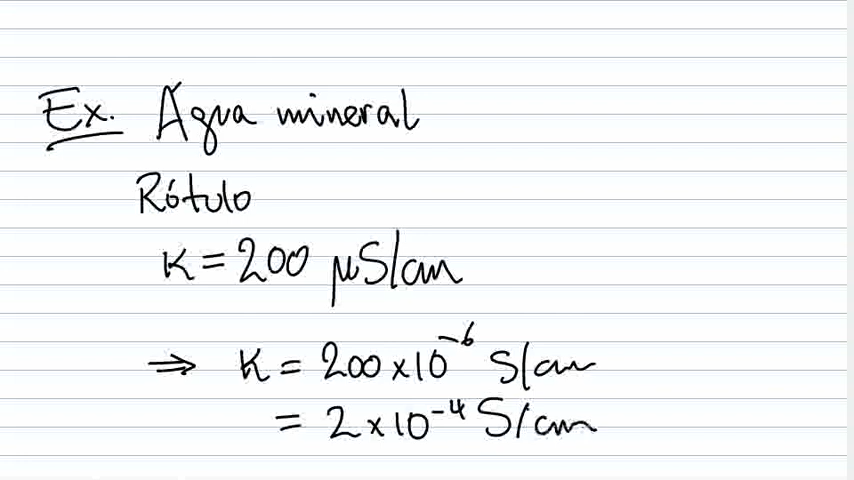 Ex. Água mineral
Rótulo
κ = 200 μS/cm
⇒ κ = 200 × 10⁻⁶ S/cm
= 2 × 10⁻⁴ S/cm